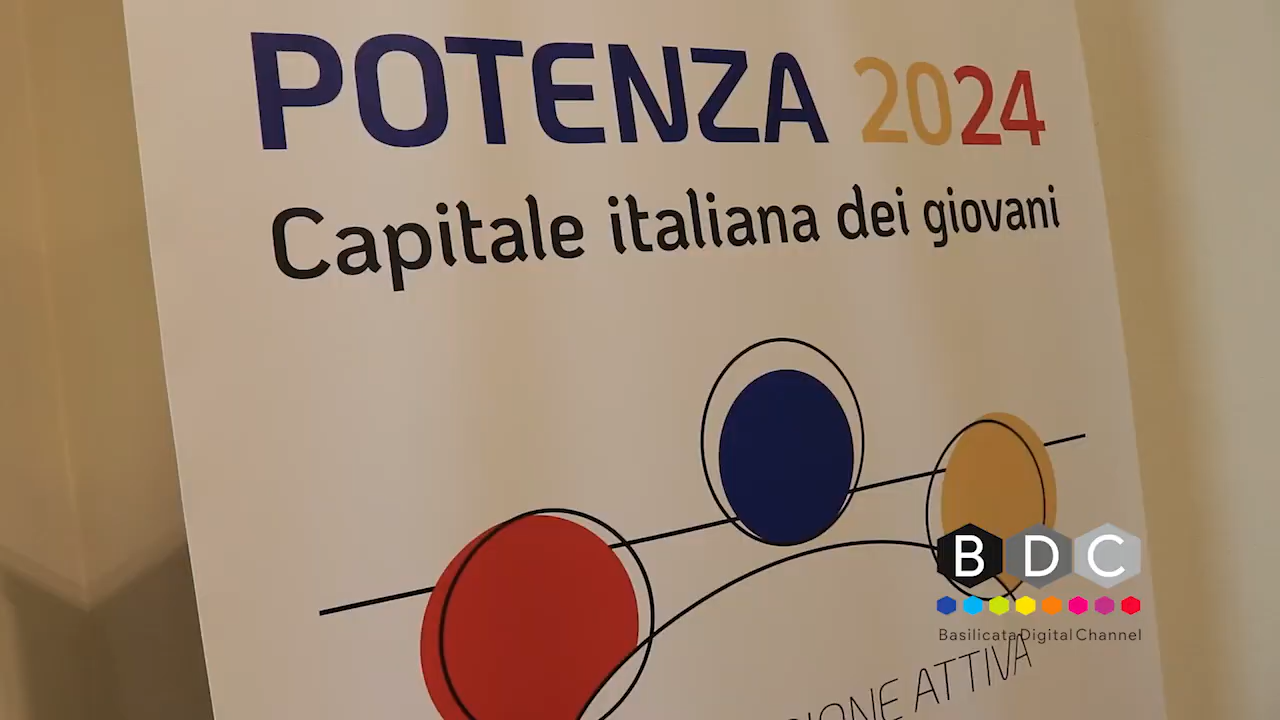 POTENZA 2024
Capitale italiana dei giovani
BDC
Basilicata Digital Channel
ATTIVA